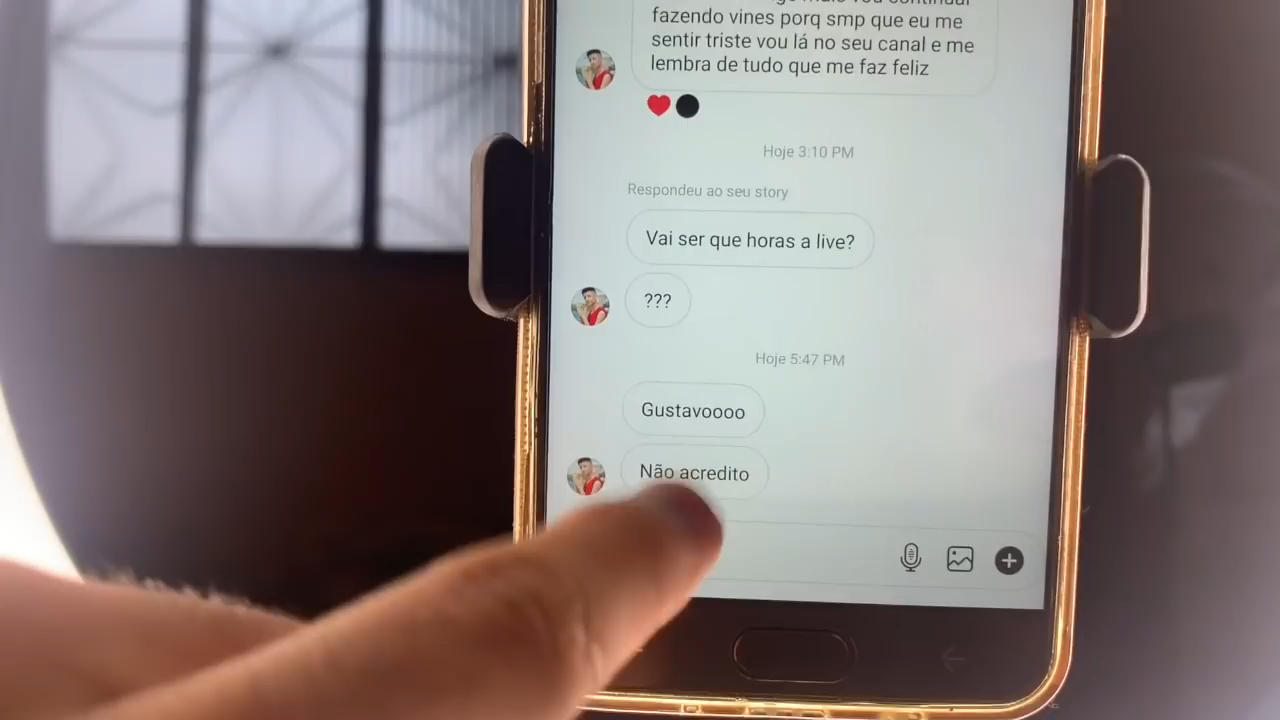 fazendo vines porq smp que eu me
sentir triste vou lá no seu canal e me
lembra de tudo que me faz feliz
Hoje 3:10 PM
Respondeu ao seu story
Vai ser que horas a live?
???
Hoje 5:47 PM
Gustavoooo
Não acredito